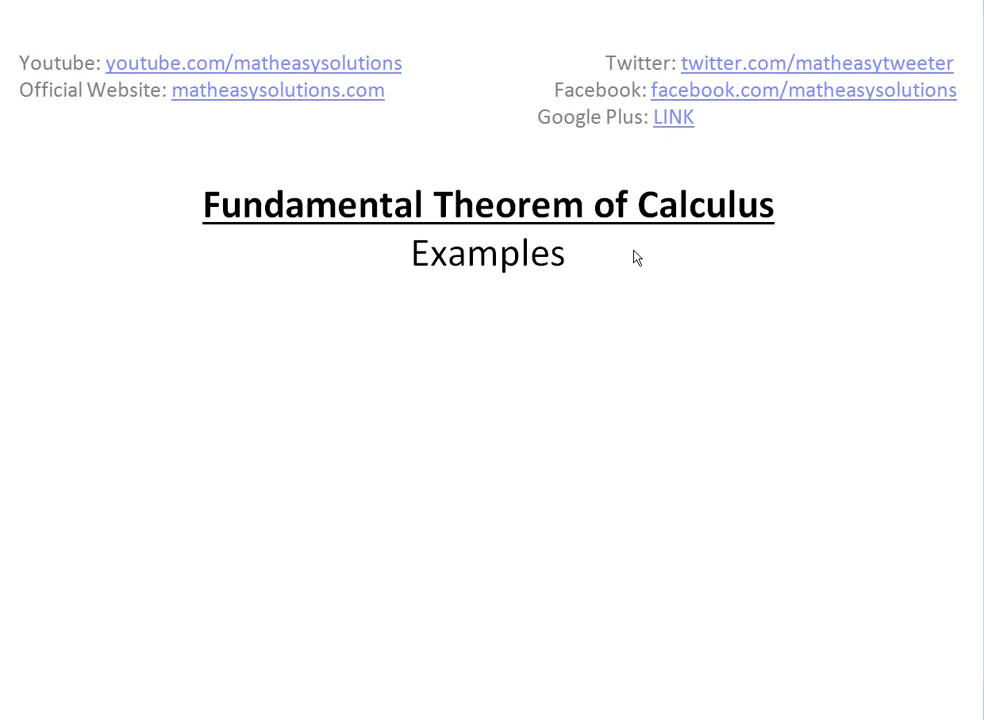 Youtube: youtube.com/matheasysolutions
Official Website: matheasysolutions.com
Twitter: twitter.com/matheasytweeter
Facebook: facebook.com/matheasysolutions
Google Plus: LINK
Fundamental Theorem of Calculus
Examples